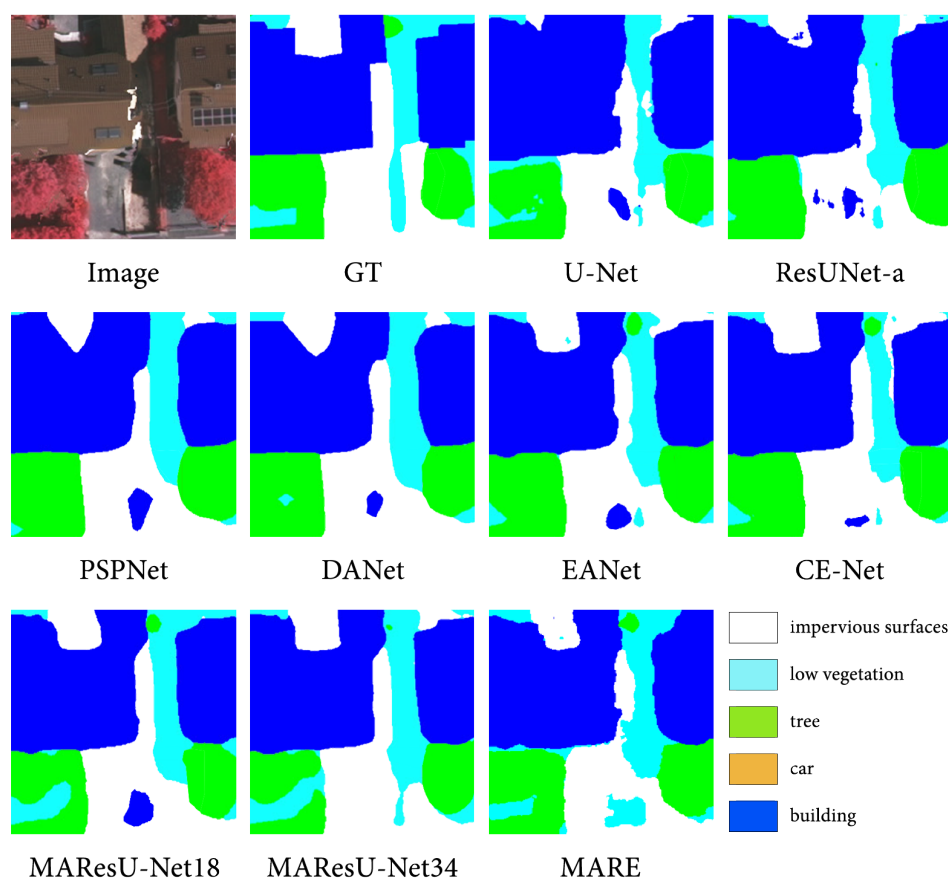 Image
GT
U-Net
ResUNet-a
PSPNet
DANet
EANet
CE-Net
MAResU-Net18
MAResU-Net34
MARE
impervious surfaces
low vegetation
tree
car
building